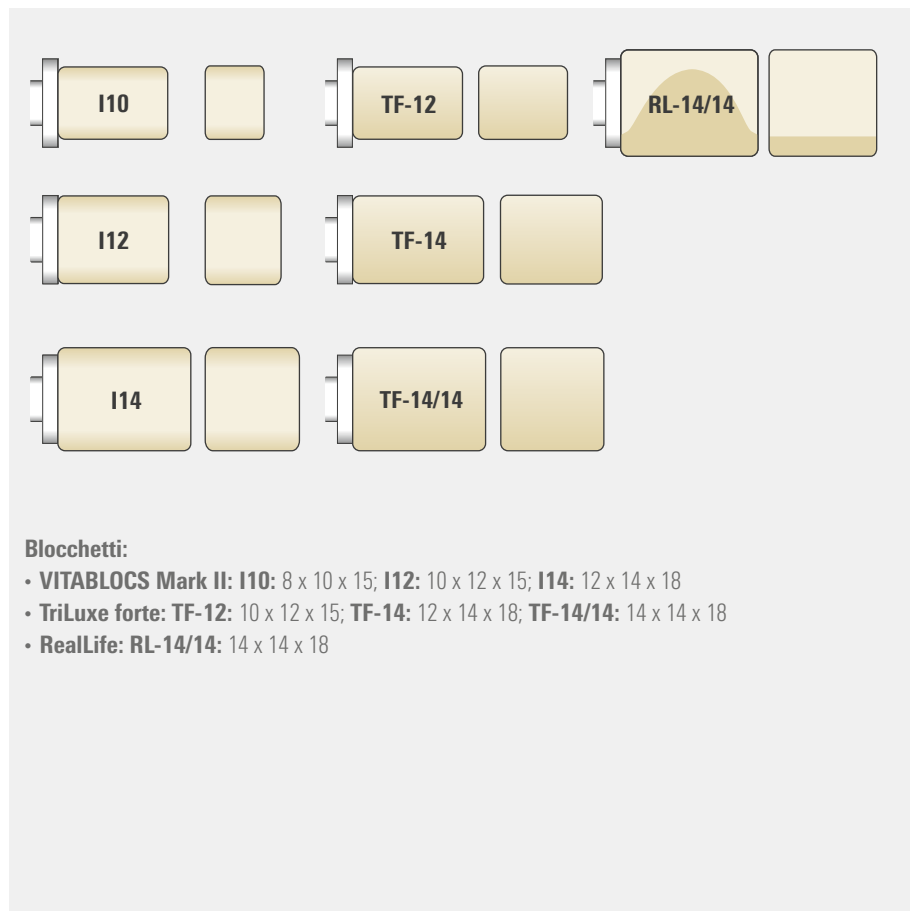 I10
TF-12
RL-14/14
I12
TF-14
I14
TF-14/14
Blocchetti:
• VITABLOCS Mark II: I10: 8 x 10 x 15; I12: 10 x 12 x 15; I14: 12 x 14 x 18
• TriLuxe forte: TF-12: 10 x 12 x 15; TF-14: 12 x 14 x 18; TF-14/14: 14 x 14 x 18
• RealLife: RL-14/14: 14 x 14 x 18